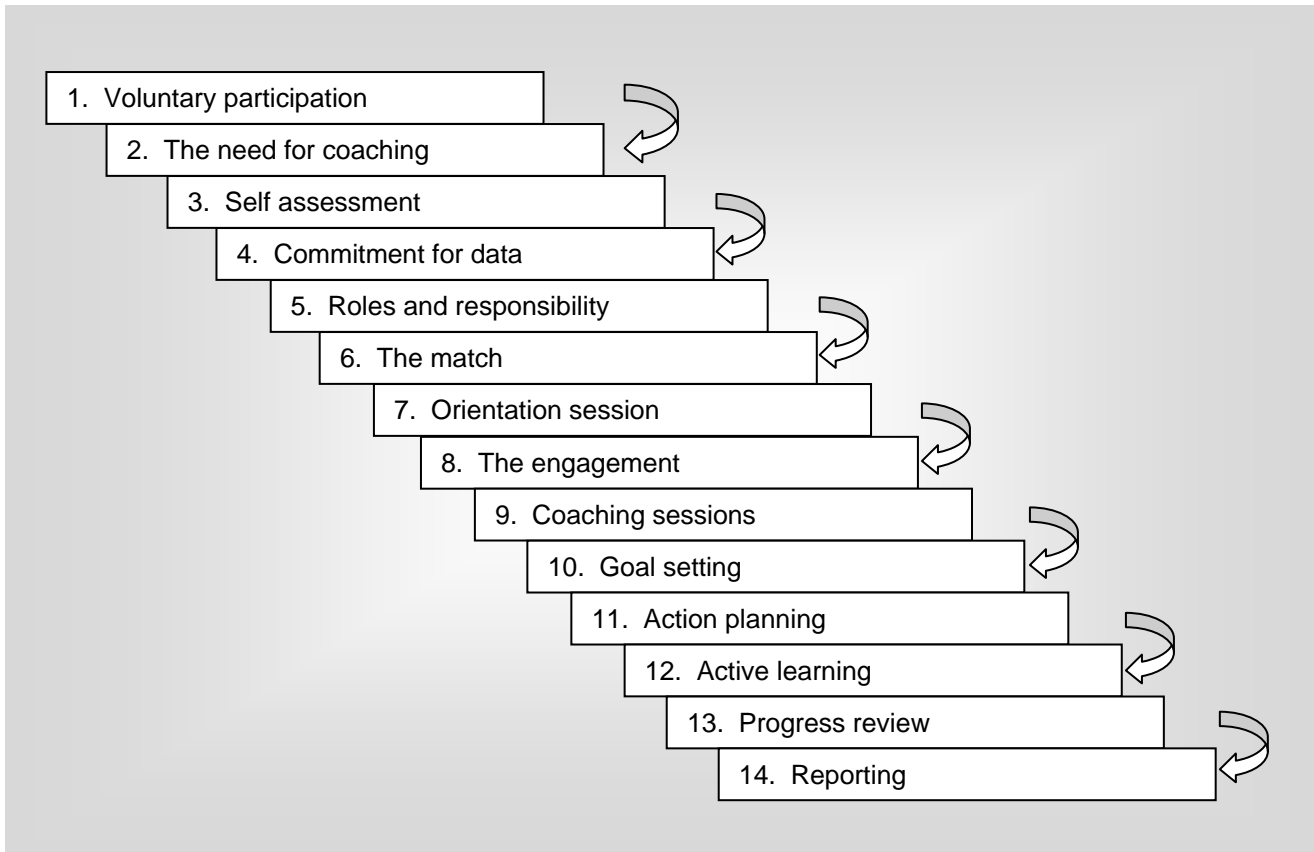 1. Voluntary participation
2. The need for coaching
3. Self assessment
4. Commitment for data
5. Roles and responsibility
6. The match
7. Orientation session
8. The engagement
9. Coaching sessions
10. Goal setting
11. Action planning
12. Active learning
13. Progress review
14. Reporting